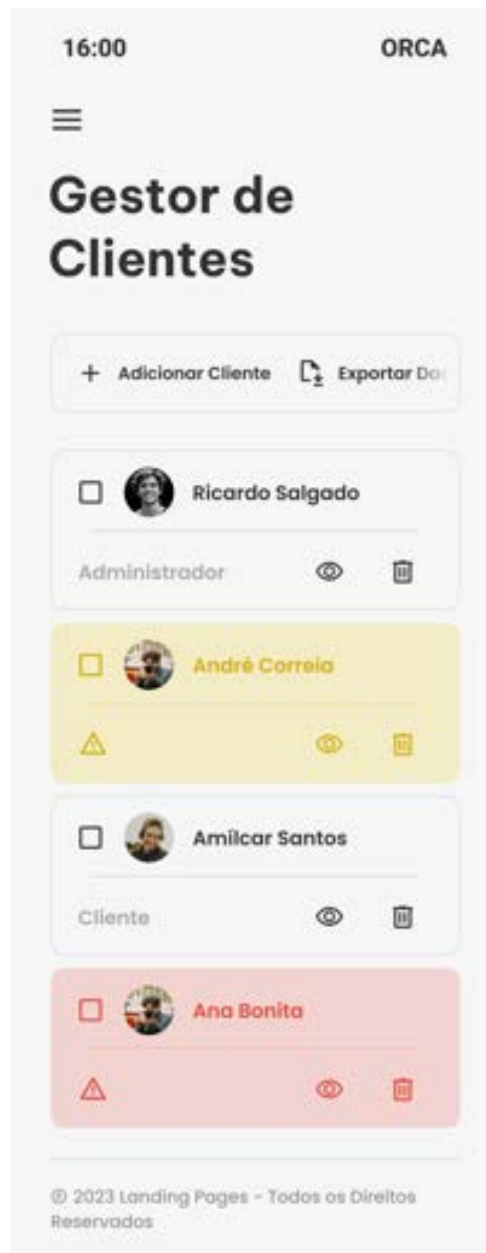 16:00 ORCA
Gestor de
Clientes
Adicionar Cliente Exportar
Ricardo Salgado
Administrador
André Correia
Amílcar Santos
Cliente
Ana Bonita
© 2023 Landing Pages - Todos os Direitos
Reservados